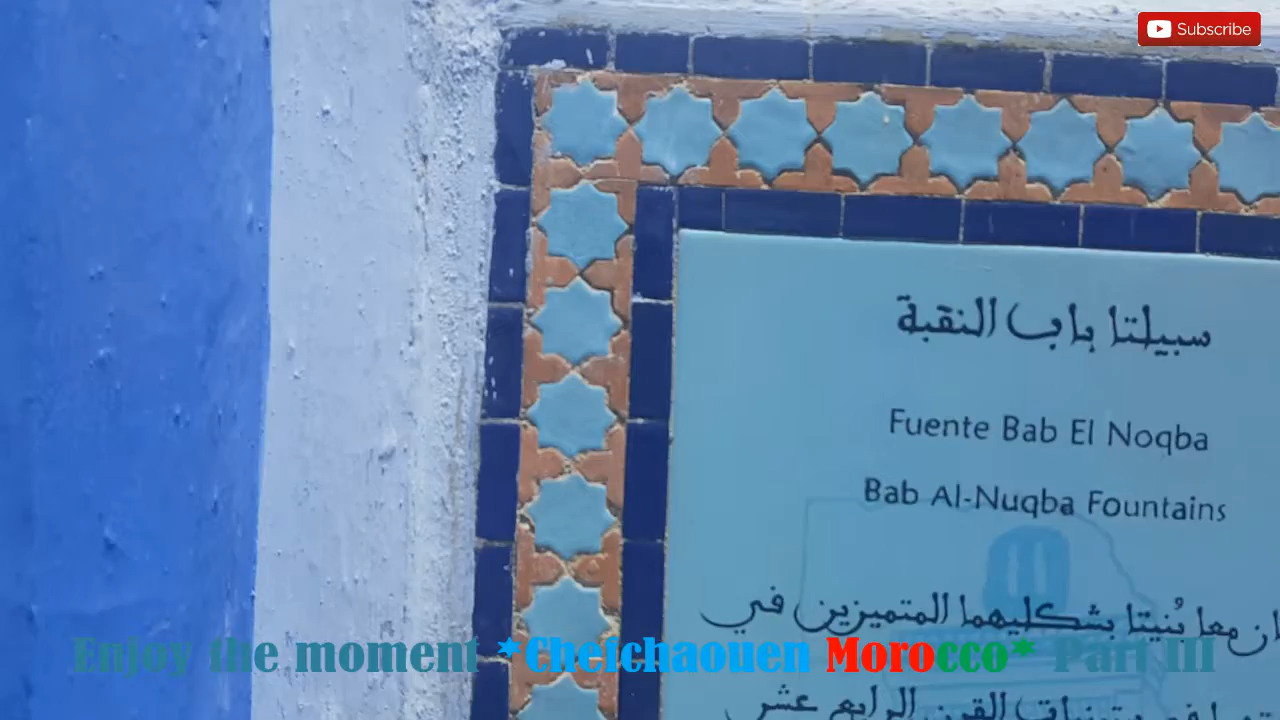 Subscribe
سبيلتا باب النقبة
Fuente Bab El Noqba
Bab Al-Nuqba Fountains
معا بُنيتا بشكليهما المتميزين في
القرن الرابع عشر
Enjoy the moment *Chefchaouen Morocco* Part III